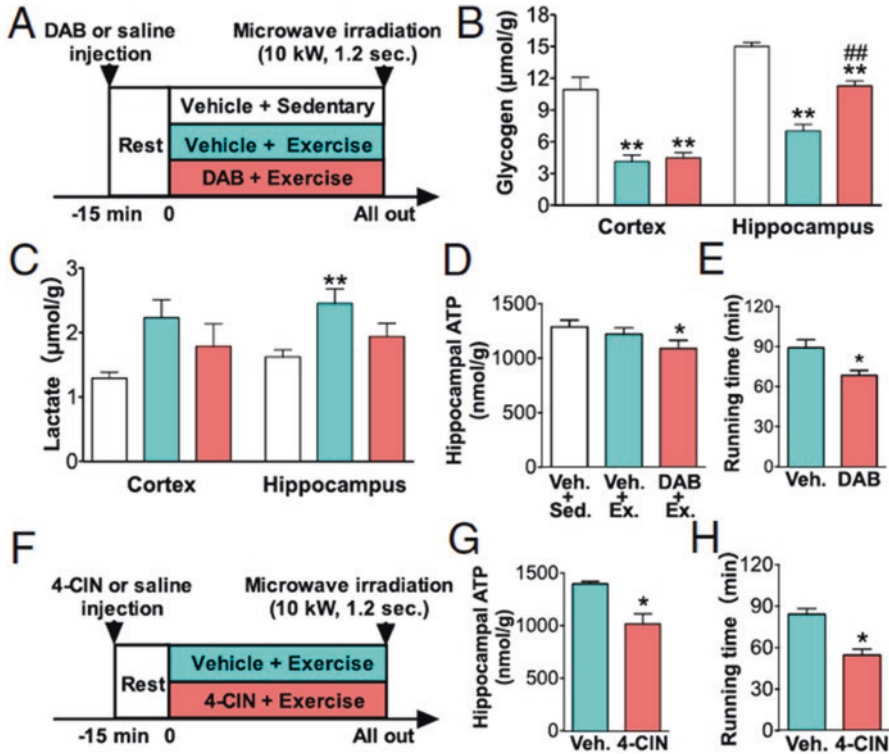 A
DAB or saline
injection
Microwave irradiation
(10 kW, 1.2 sec.)
Rest
Vehicle + Sedentary
Vehicle + Exercise
DAB + Exercise
-15 min
0
All out
B
Glycogen (μmol/g)
18
15
12
9
6
3
0
**
**
**
##
**
Cortex
Hippocampus
C
Lactate (μmol/g)
3
2
1
0
**
Cortex
Hippocampus
D
Hippocampal ATP
(nmol/g)
1500
1000
500
0
*
Veh.
+
Sed.
Veh.
+
Ex.
DAB
+
Ex.
E
Running time (min)
120
90
60
30
0
*
Veh.
DAB
F
4-CIN or saline
injection
Microwave irradiation
(10 kW, 1.2 sec.)
Rest
Vehicle + Exercise
4-CIN + Exercise
-15 min
0
All out
G
Hippocampal ATP
(nmol/g)
1500
1000
500
0
*
Veh.
4-CIN
H
Running time (min)
120
90
60
30
0
*
Veh.
4-CIN